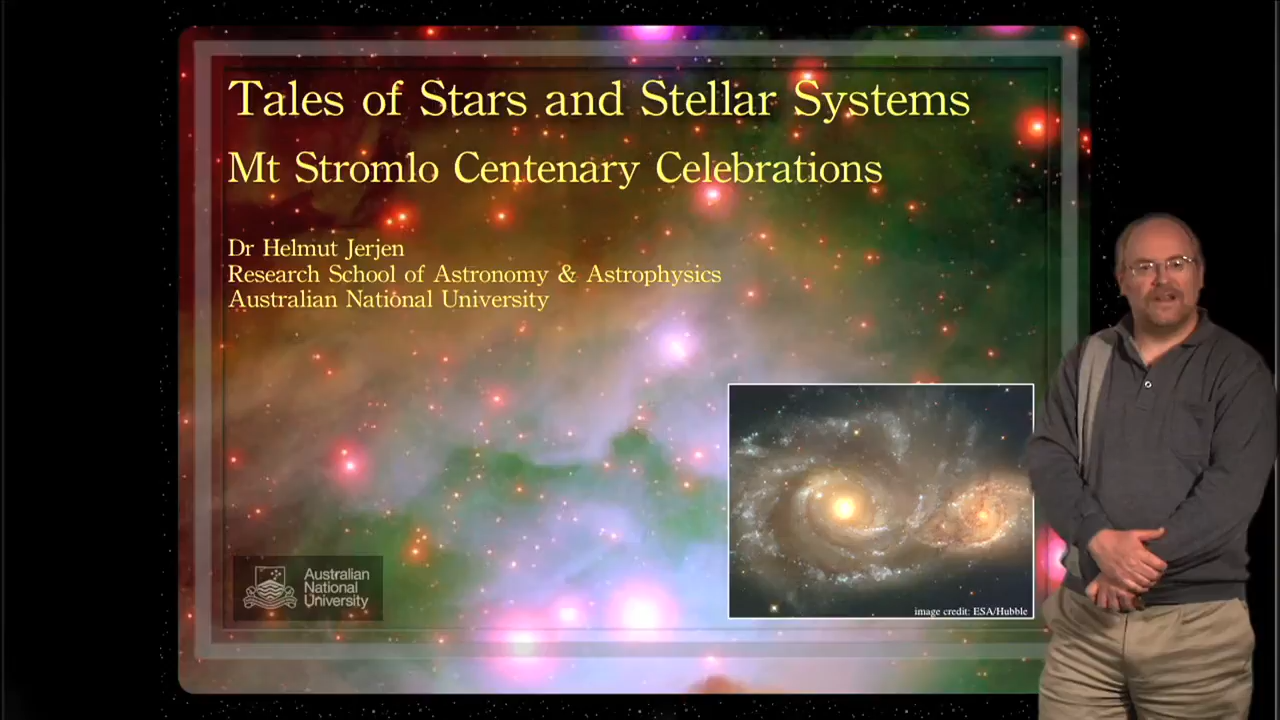 Tales of Stars and Stellar Systems
Mt Stromlo Centenary Celebrations
Dr Helmut Jerjen
Research School of Astronomy & Astrophysics
Australian National University
Australian
National
University
image credit: ESA/Hubble